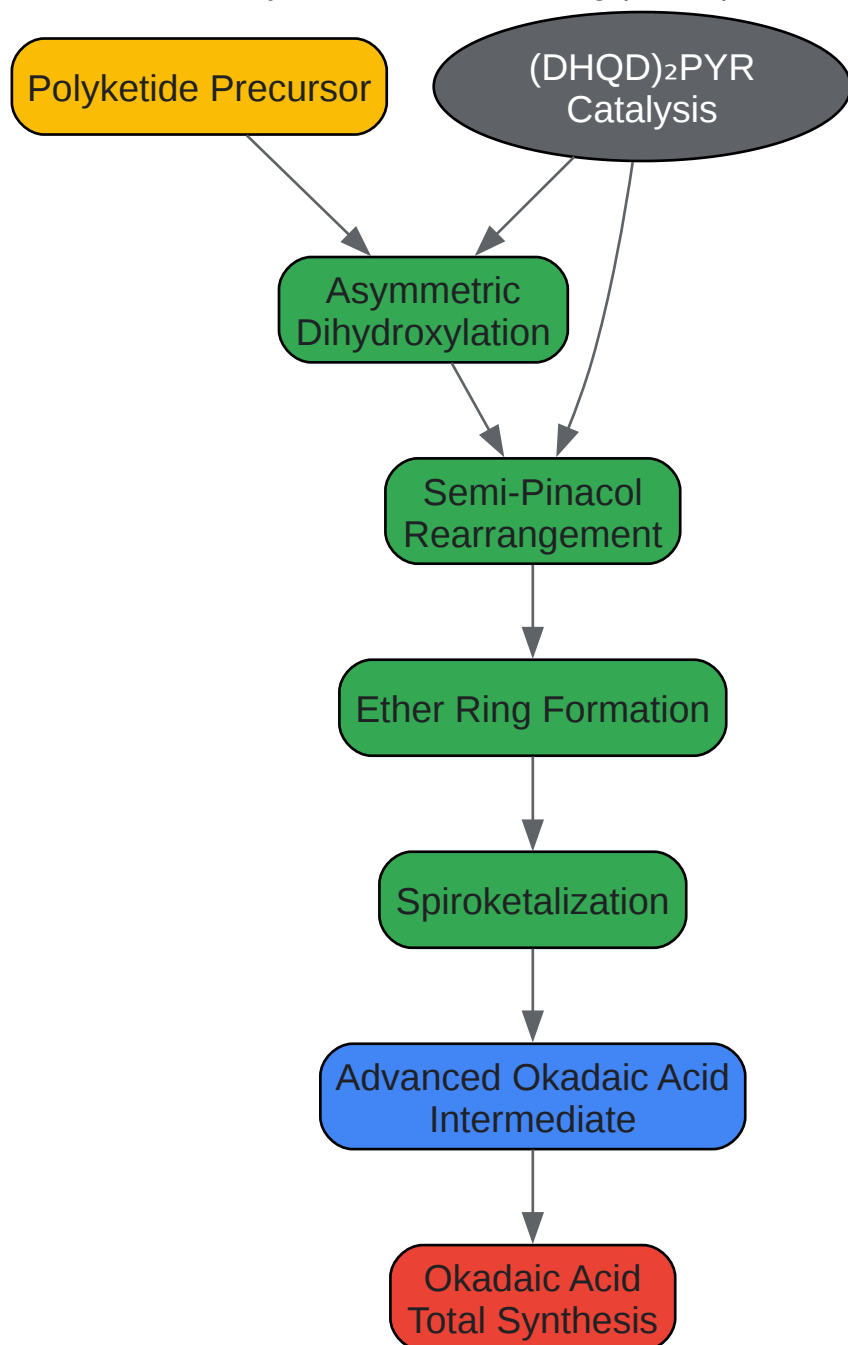 Polyketide Precursor
(DHQD)₂PYR
Catalysis
Asymmetric
Dihydroxylation
Semi-Pinacol
Rearrangement
Ether Ring Formation
Spiroketalization
Advanced Okadaic Acid
Intermediate
Okadaic Acid
Total Synthesis